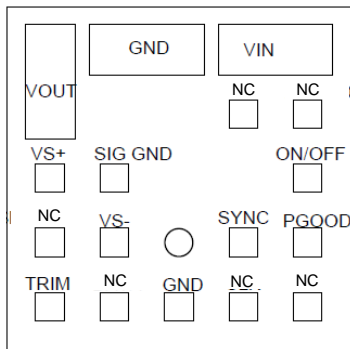 GND VIN
VOUT NC NC
VS+ SIG GND ON/OFF
NC VS- SYNC PGOOD
TRIM NC GND NC NC